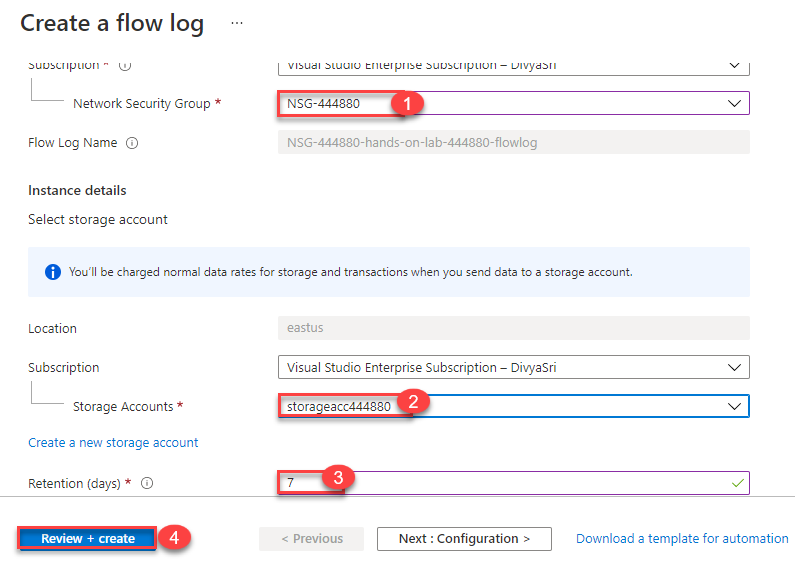 Create a flow log ...
Subscription * Visual Studio Enterprise Subscription – DivyaSri
Network Security Group * NSG-444880 1
Flow Log Name NSG-444880-hands-on-lab-444880-flowlog
Instance details
Select storage account
You'll be charged normal data rates for storage and transactions when you send data to a storage account.
Location eastus
Subscription Visual Studio Enterprise Subscription – DivyaSri
Storage Accounts * storageacc444880 2
Create a new storage account
Retention (days) * 7 3
Review + create 4 < Previous Next : Configuration > Download a template for automation